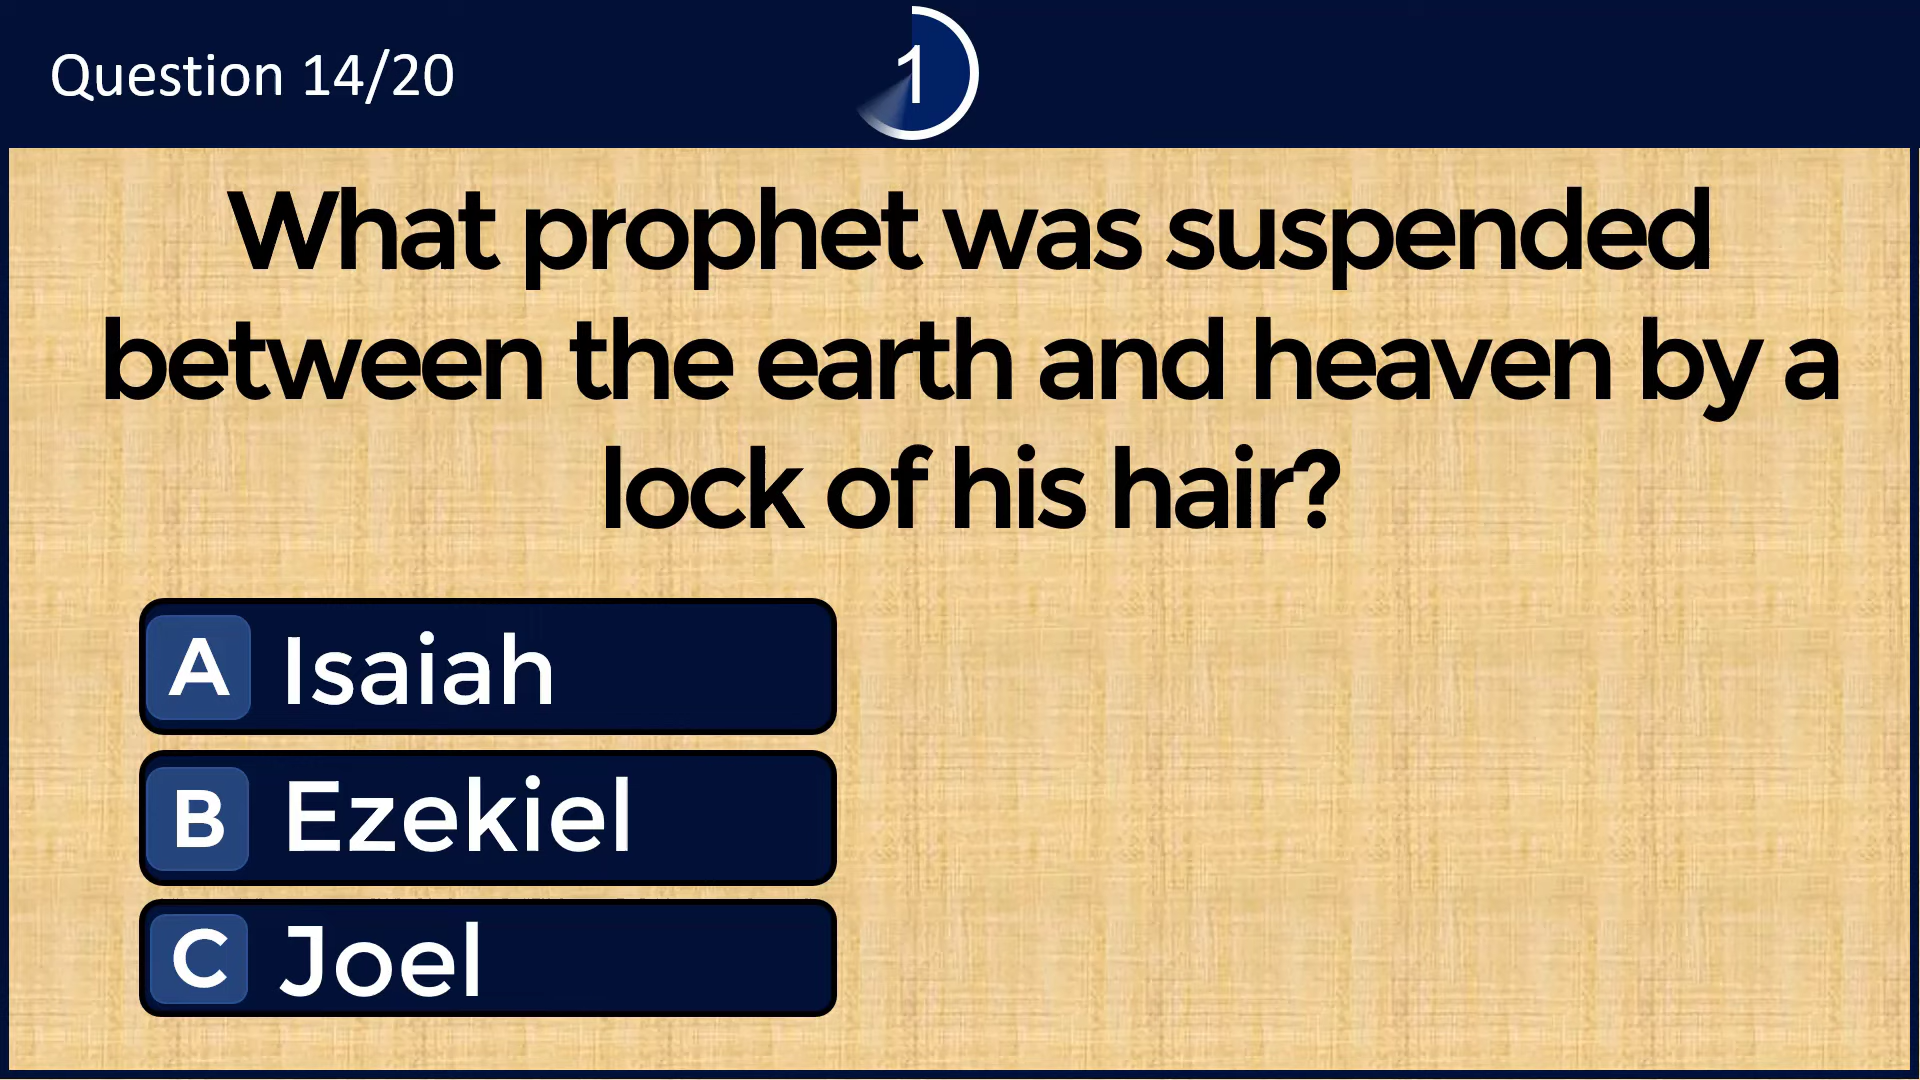 Question 14/20
1
What prophet was suspended
between the earth and heaven by a
lock of his hair?
A Isaiah
B Ezekiel
C Joel